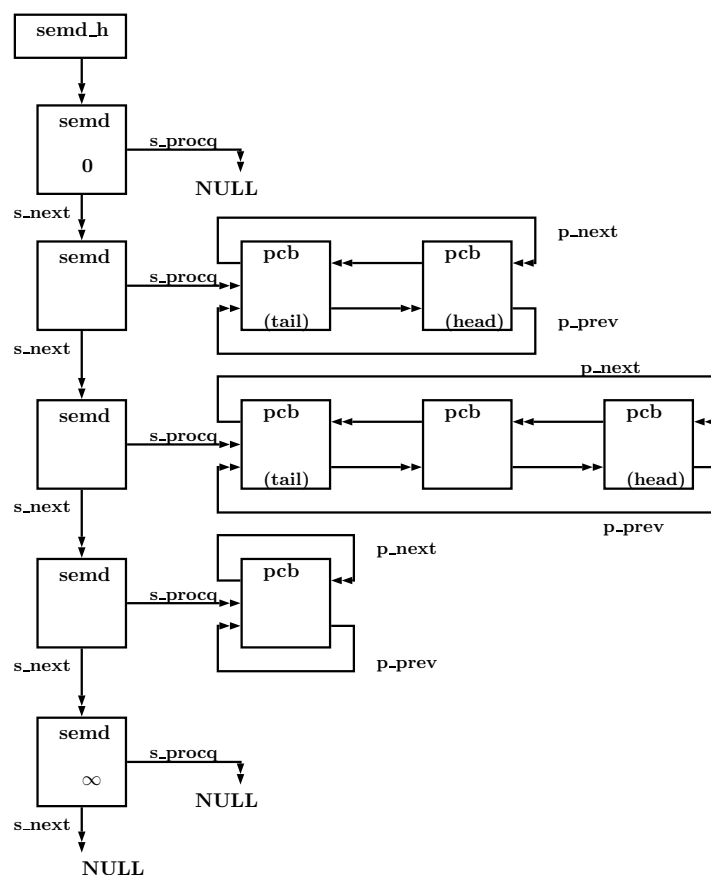 semd_h
semd
s_procq
0
NULL
s_next
semd
s_procq
pcb
pcb
p_next
(tail)
(head)
p_prev
s_next
p_next
semd
s_procq
pcb
pcb
pcb
(tail)
(head)
s_next
p_prev
semd
s_procq
pcb
p_next
s_next
p_prev
semd
s_procq
∞
NULL
s_next
NULL